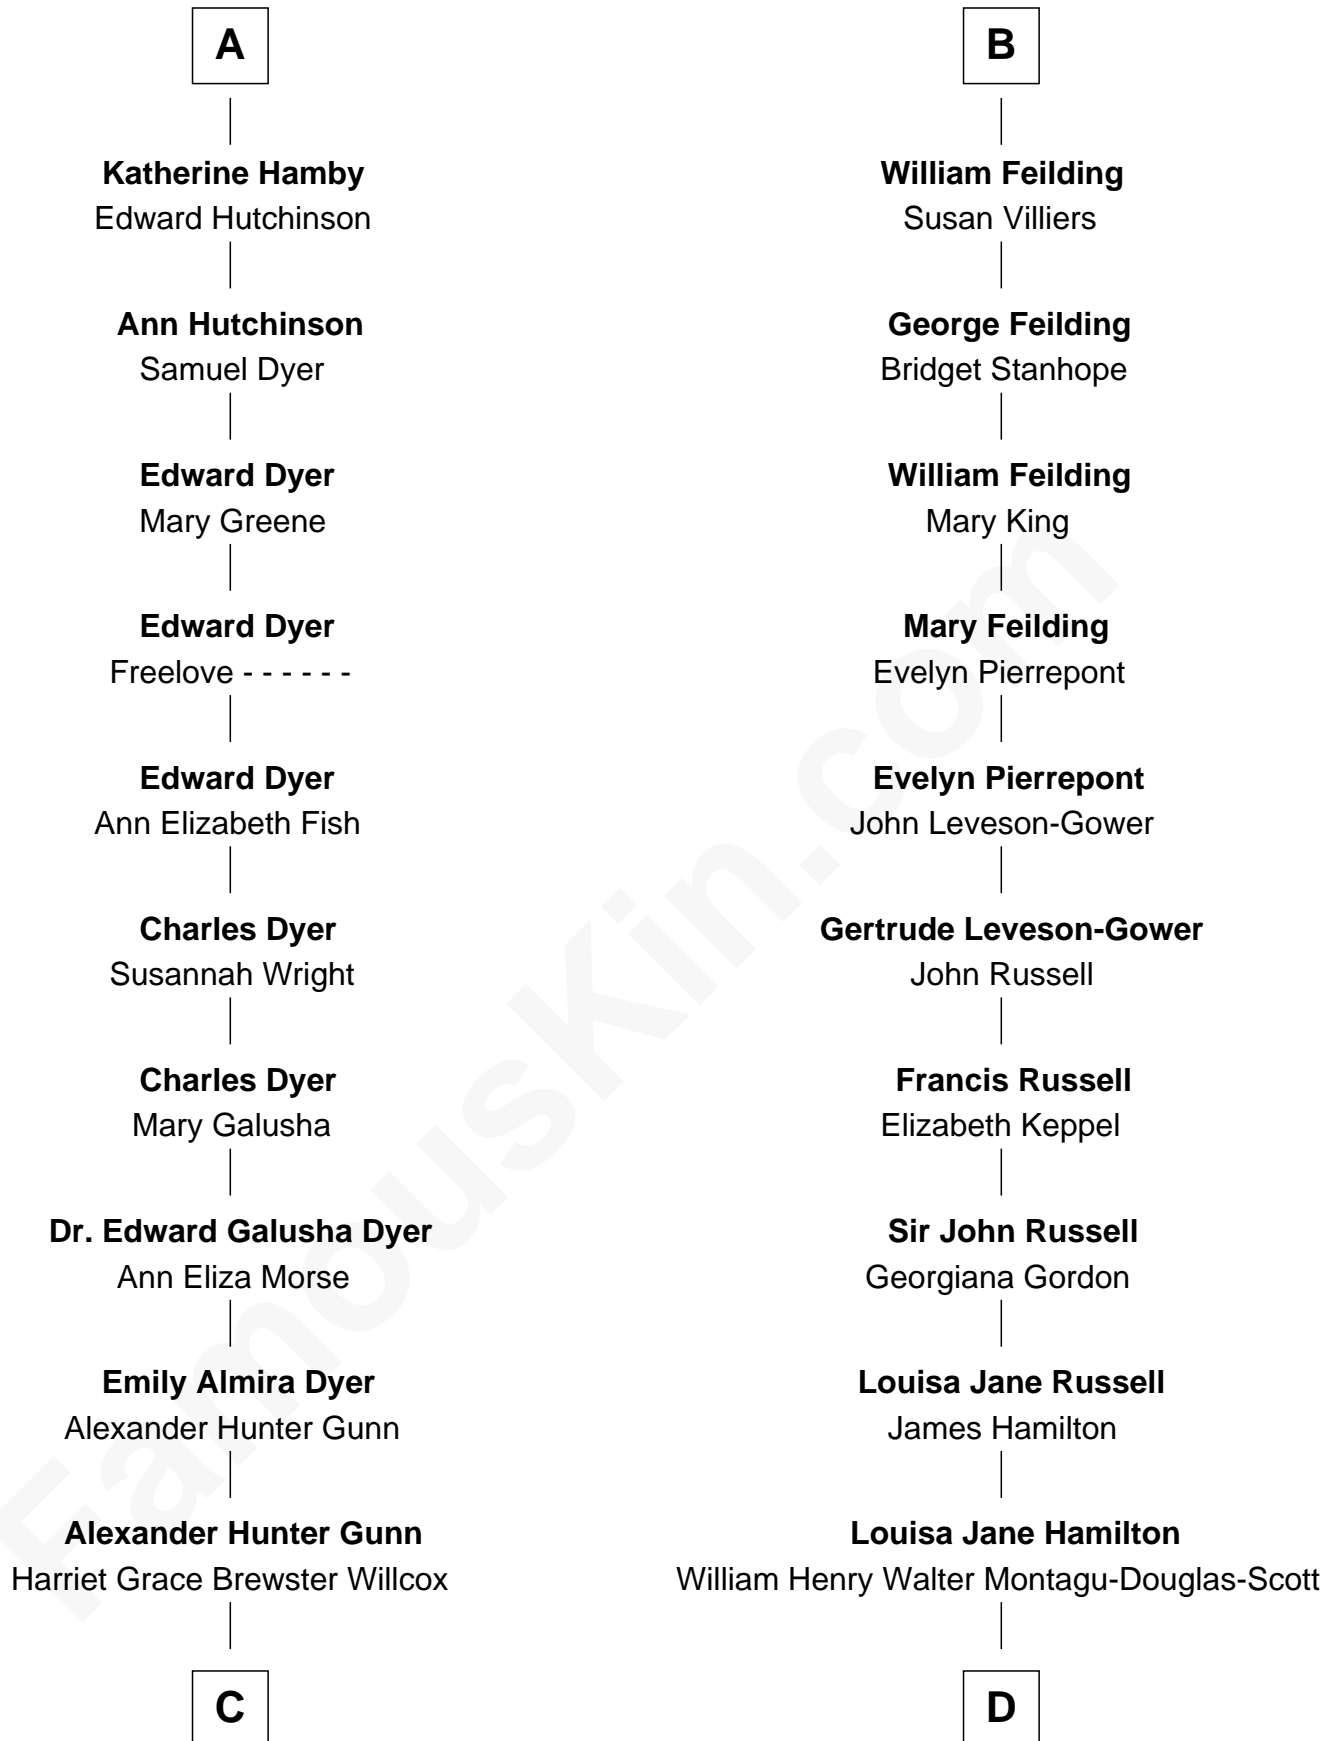 A
Katherine Hamby
Edward Hutchinson
Ann Hutchinson
Samuel Dyer
Edward Dyer
Mary Greene
Edward Dyer
Freelove - - - - - -
Edward Dyer
Ann Elizabeth Fish
Charles Dyer
Susannah Wright
Charles Dyer
Mary Galusha
Dr. Edward Galusha Dyer
Ann Eliza Morse
Emily Almira Dyer
Alexander Hunter Gunn
Alexander Hunter Gunn
Harriet Grace Brewster Willcox
C
B
William Feilding
Susan Villiers
George Feilding
Bridget Stanhope
William Feilding
Mary King
Mary Feilding
Evelyn Pierrepont
Evelyn Pierrepont
John Leveson-Gower
Gertrude Leveson-Gower
John Russell
Francis Russell
Elizabeth Keppel
Sir John Russell
Georgiana Gordon
Louisa Jane Russell
James Hamilton
Louisa Jane Hamilton
William Henry Walter Montagu-Douglas-Scott
D
FamousKin.com